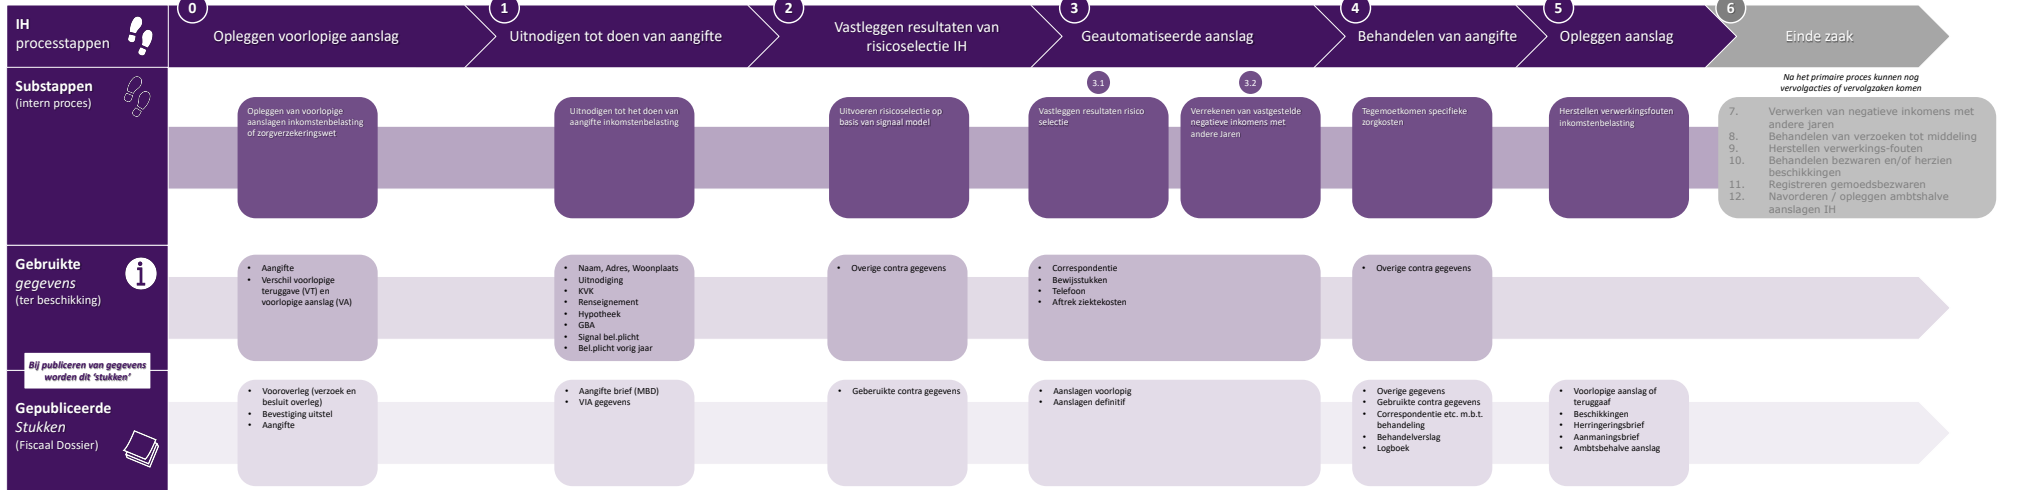 IH
processtappen
0
Opleggen voorlopige aanslag
1
Uitnodigen tot doen van aangifte
2
Vastleggen resultaten van
risicoselectie IH
3
Geautomatiseerde aanslag
4
Behandelen van aangifte
5
Opleggen aanslag
6
Einde zaak
Substappen
(intern proces)
Opleggen van voorlopige
aanslagen inkomstenbelasting
of zorgverzekeringswet
Uitnodigen tot het doen van
aangifte inkomstenbelasting
Uitvoeren risicoselectie op
basis van signaal model
3.1
Vastleggen resultaten risico
selectie
3.2
Verrekenen van vastgestelde
negatieve inkomens met
andere Jaren
Tegemoetkomen specifieke
zorgkosten
Herstellen verwerkingsfouten
inkomstenbelasting
Na het primaire proces kunnen nog
vervolgacties of vervolgzaken komen
7. Verwerken van negatieve inkomens met
andere jaren
8. Behandelen van verzoeken tot middeling
9. Herstellen verwerkings-fouten
10. Behandelen bezwaren en/of herzien
beschikkingen
11. Registreren gemoedsbezwaren
12. Navorderen / opleggen ambtshalve
aanslagen IH
Gebruikte
gegevens
(ter beschikking)
• Aangifte
• Verschil voorlopige
teruggave (VT) en
voorlopige aanslag (VA)
• Naam, Adres, Woonplaats
• Uitnodiging
• KVK
• Renseignement
• Hypotheek
• GBA
• Signal bel.plicht
• Bel.plicht vorig jaar
• Overige contra gegevens
• Correspondentie
• Bewijsstukken
• Telefoon
• Aftrek ziektekosten
• Overige contra gegevens
Bij publiceren van gegevens
worden dit ‘stukken’
Gepubliceerde
Stukken
(Fiscaal Dossier)
• Vooroverleg (verzoek en
besluit overleg)
• Bevestiging uitstel
• Aangifte
• Aangifte brief (MBD)
• VIA gegevens
• Geberuikte contra gegevens
• Aanslagen voorlopig
• Aanslagen definitif
• Overige gegevens
• Gebruikte contra gegevens
• Correspondentie etc. m.b.t.
behandeling
• Behandelverslag
• Logboek
• Voorlopige aanslag of
teruggaaf
• Beschikkingen
• Herringeringsbrief
• Aanmaningsbrief
• Ambtsbehalve aanslag